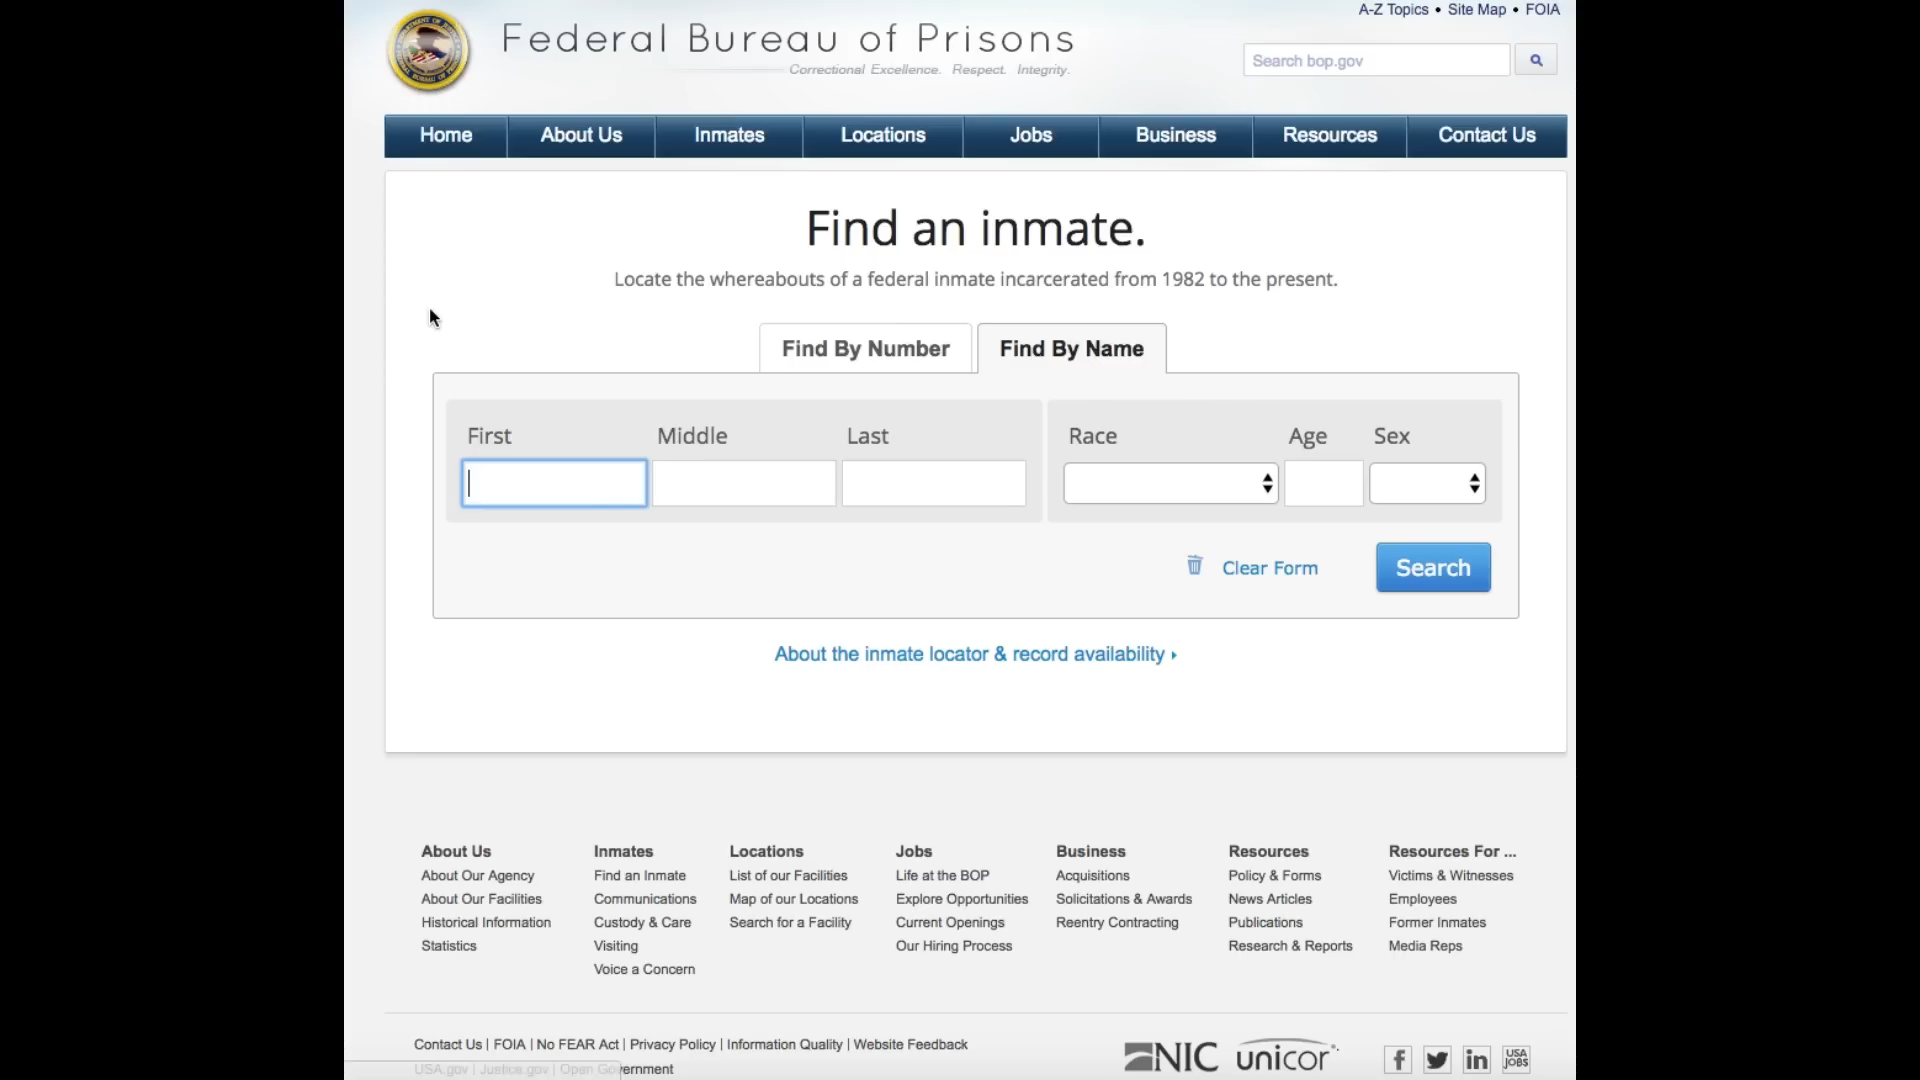 A-Z Topics • Site Map • FOIA
Federal Bureau of Prisons
Correctional Excellence. Respect. Integrity.
Search bop.gov
Home About Us Inmates Locations Jobs Business Resources Contact Us
Find an inmate.
Locate the whereabouts of a federal inmate incarcerated from 1982 to the present.
Find By Number Find By Name
First Middle Last Race Age Sex
Clear Form Search
About the inmate locator & record availability
About Us Inmates Locations Jobs Business Resources Resources For ...
About Our Agency Find an Inmate List of our Facilities Life at the BOP Acquisitions Policy & Forms Victims & Witnesses
About Our Facilities Communications Map of our Locations Explore Opportunities Solicitations & Awards News Articles Employees
Historical Information Custody & Care Search for a Facility Current Openings Reentry Contracting Publications Former Inmates
Statistics Visiting Our Hiring Process Research & Reports Media Reps
Voice a Concern
Contact Us | FOIA | No FEAR Act | Privacy Policy | Information Quality | Website Feedback
USA.gov | Justice.gov | Open Government
NIC unicor
f in USA JOBS